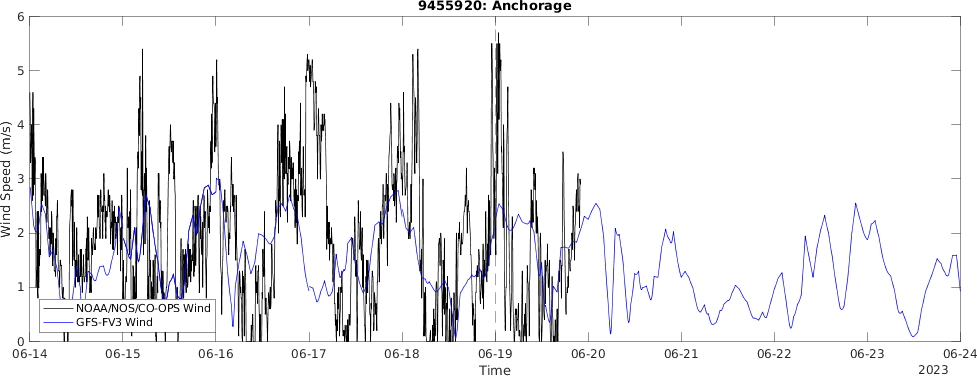 9455920: Anchorage
6
5
4
3
2
1
0
Wind Speed (m/s)
NOAA/NOS/CO-OPS Wind
GFS-FV3 Wind
06-14 06-15 06-16 06-17 06-18 06-19 06-20 06-21 06-22 06-23 06-24
Time
2023